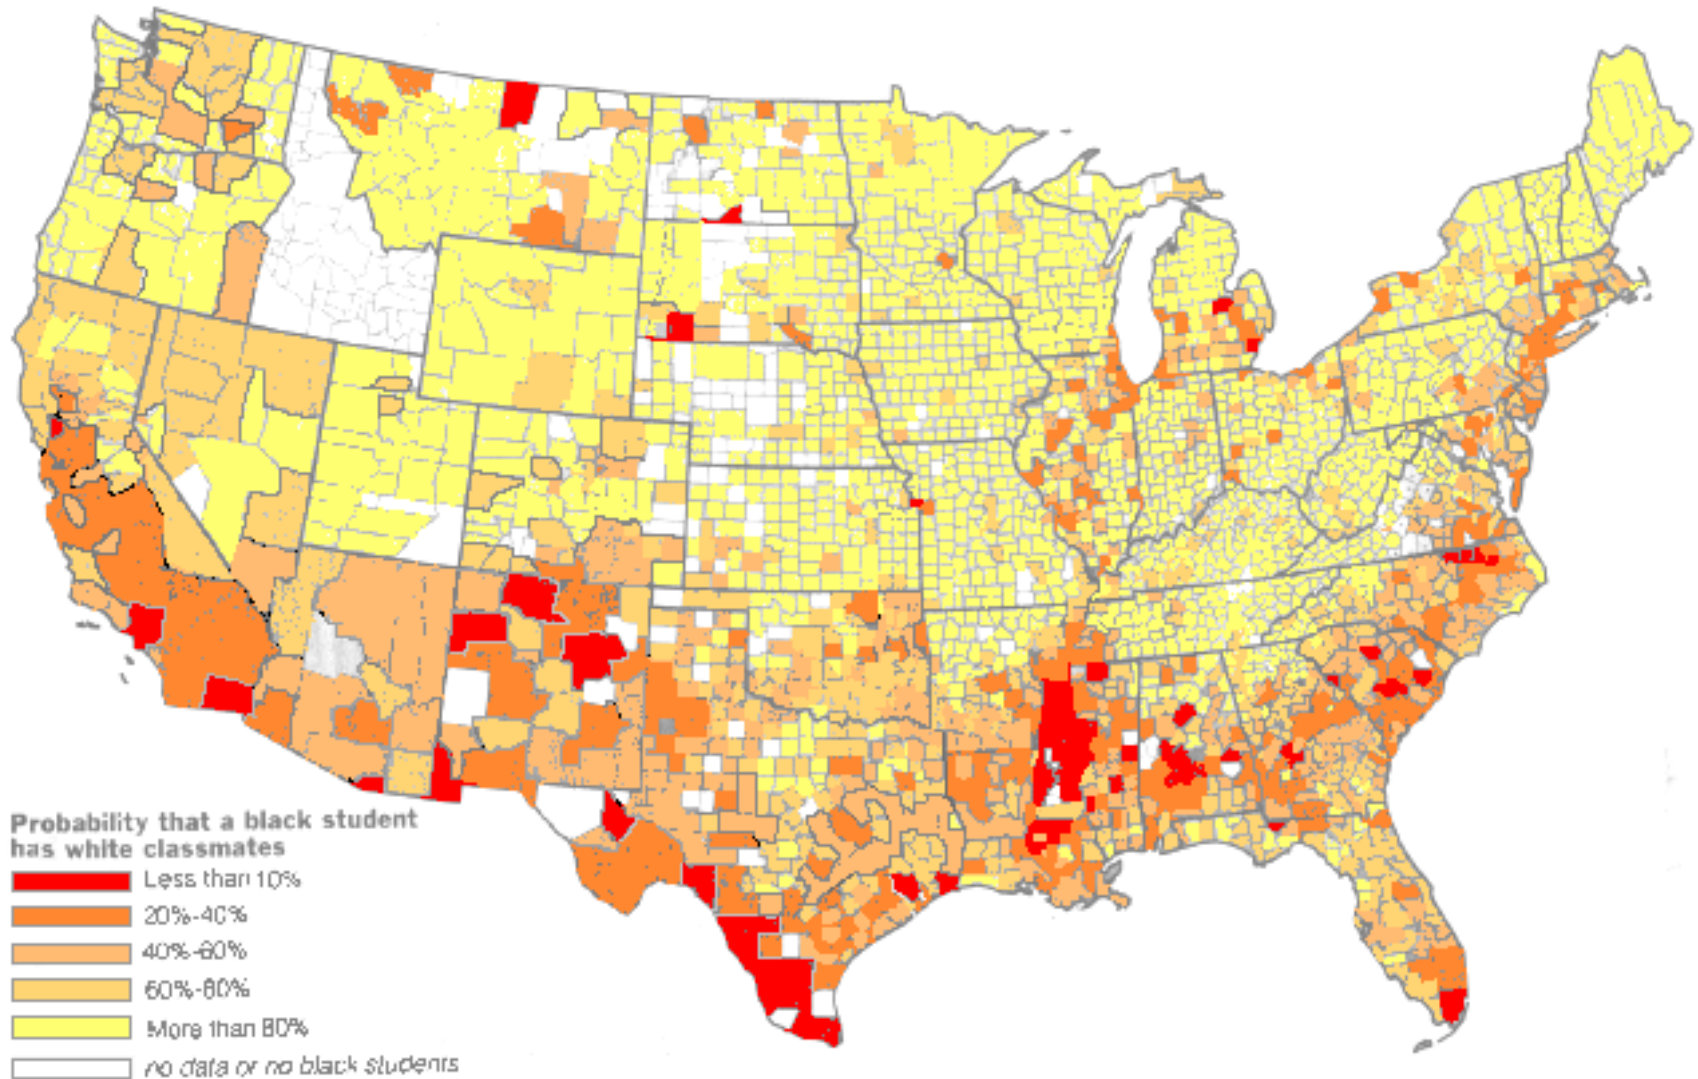 Probability that a black student
has white classmates
Less than 10%
20%-40%
40%-60%
60%-80%
More than 80%
no data or no black students